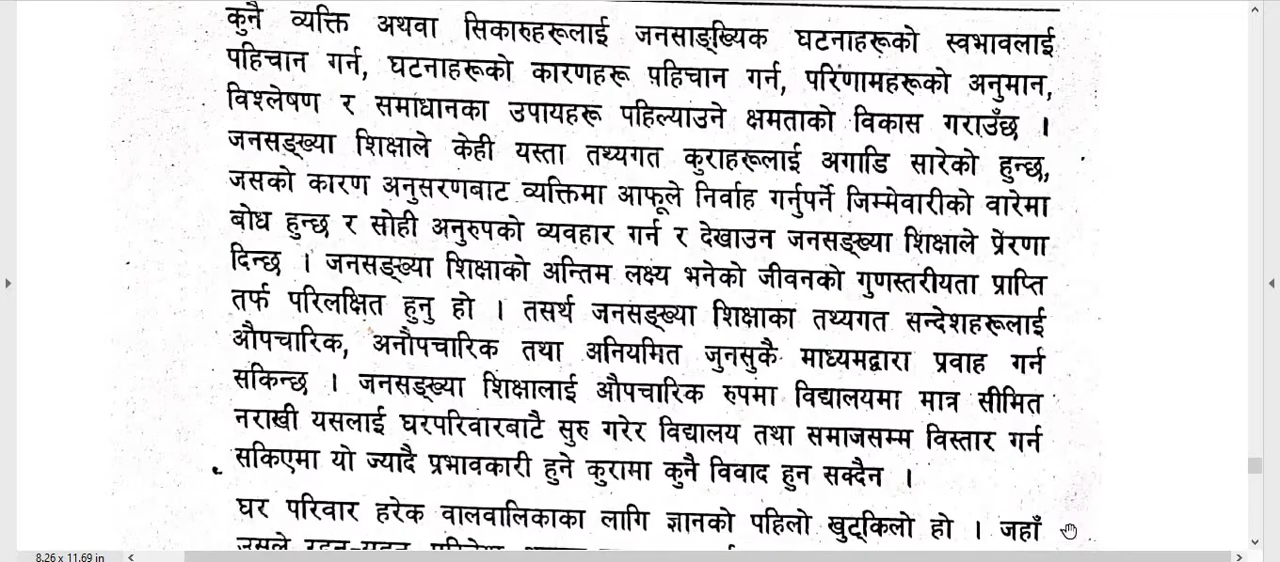 कुनै व्यक्ति अथवा सिकारुहरूलाई जनसाङ्ख्यिक घटनाहरूको स्वभावलाई
पहिचान गर्न, घटनाहरूको कारणहरू पहिचान गर्न, परिणामहरूको अनुमान,
विश्लेषण र समाधानका उपायहरू पहिल्याउने क्षमताको विकास गराउँछ ।
जनसङ्ख्या शिक्षाले केही यस्ता तथ्यगत कुराहरूलाई अगाडि सारेको हुन्छ,
जसको कारण अनुसरणबाट व्यक्तिमा आफूले निर्वाह गर्नुपर्ने जिम्मेवारीको वारेमा
बोध हुन्छ र सोही अनुरुपको व्यवहार गर्न र देखाउन जनसङ्ख्या शिक्षाले प्रेरणा
दिन्छ । जनसङ्ख्या शिक्षाको अन्तिम लक्ष्य भनेको जीवनको गुणस्तरीयता प्राप्ति
तर्फ परिलक्षित हुनु हो । तसर्थ जनसङ्ख्या शिक्षाका तथ्यगत सन्देशहरूलाई
औपचारिक, अनौपचारिक तथा अनियमित जुनसुकै माध्यमद्वारा प्रवाह गर्न
सकिन्छ । जनसङ्ख्या शिक्षालाई औपचारिक रुपमा विद्यालयमा मात्र सीमित
नराखी यसलाई घरपरिवारबाटै सुरु गरेर विद्यालय तथा समाजसम्म विस्तार गर्न
सकिएमा यो ज्यादै प्रभावकारी हुने कुरामा कुनै विवाद हुन सक्दैन ।
घर परिवार हरेक वालवालिकाका लागि ज्ञानको पहिलो खुट्किलो हो । जहाँ
8.26 x 11.69 in